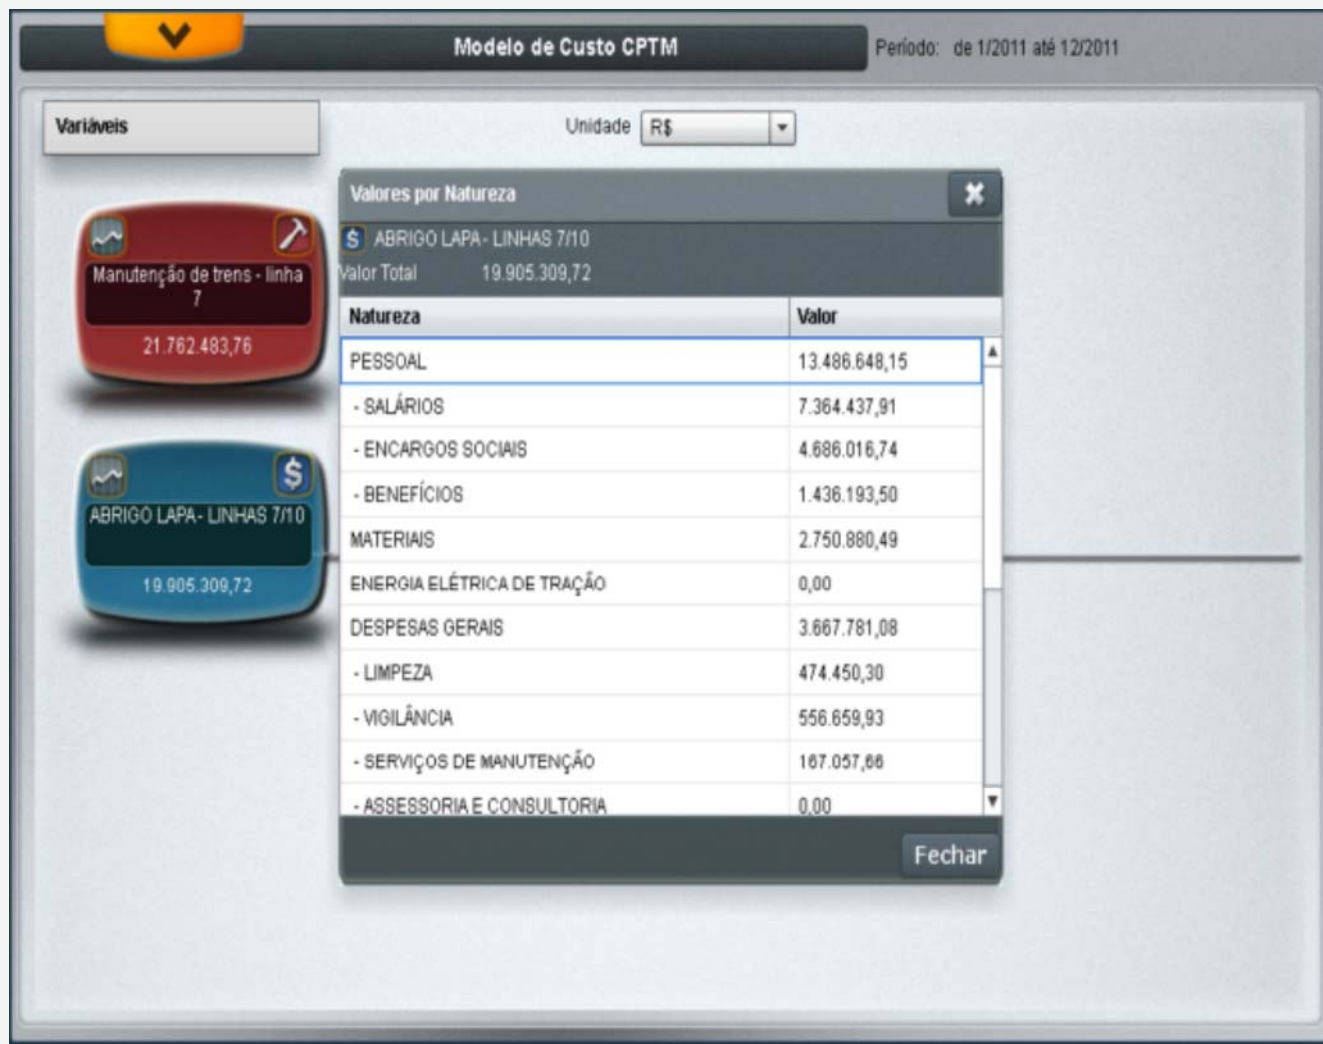 Modelo de Custo CPTM
Período: de 1/2011 até 12/2011
Variáveis
Unidade R$
Manutenção de trens - linha
7
21.762.483,76
ABRIGO LAPA- LINHAS 7/10
19.905.309,72
Valores por Natureza
$ ABRIGO LAPA- LINHAS 7/10
Valor Total 19.905.309,72
Natureza Valor
PESSOAL 13.486.648,15
- SALÁRIOS 7.364.437,91
- ENCARGOS SOCIAIS 4.686.016,74
- BENEFÍCIOS 1.436.193,50
MATERIAIS 2.750.880,49
ENERGIA ELÉTRICA DE TRAÇÃO 0,00
DESPESAS GERAIS 3.667.781,08
- LIMPEZA 474.450,30
- VIGILÂNCIA 556.659,93
- SERVIÇOS DE MANUTENÇÃO 167.057,66
- ASSESSORIA E CONSULTORIA 0,00
Fechar